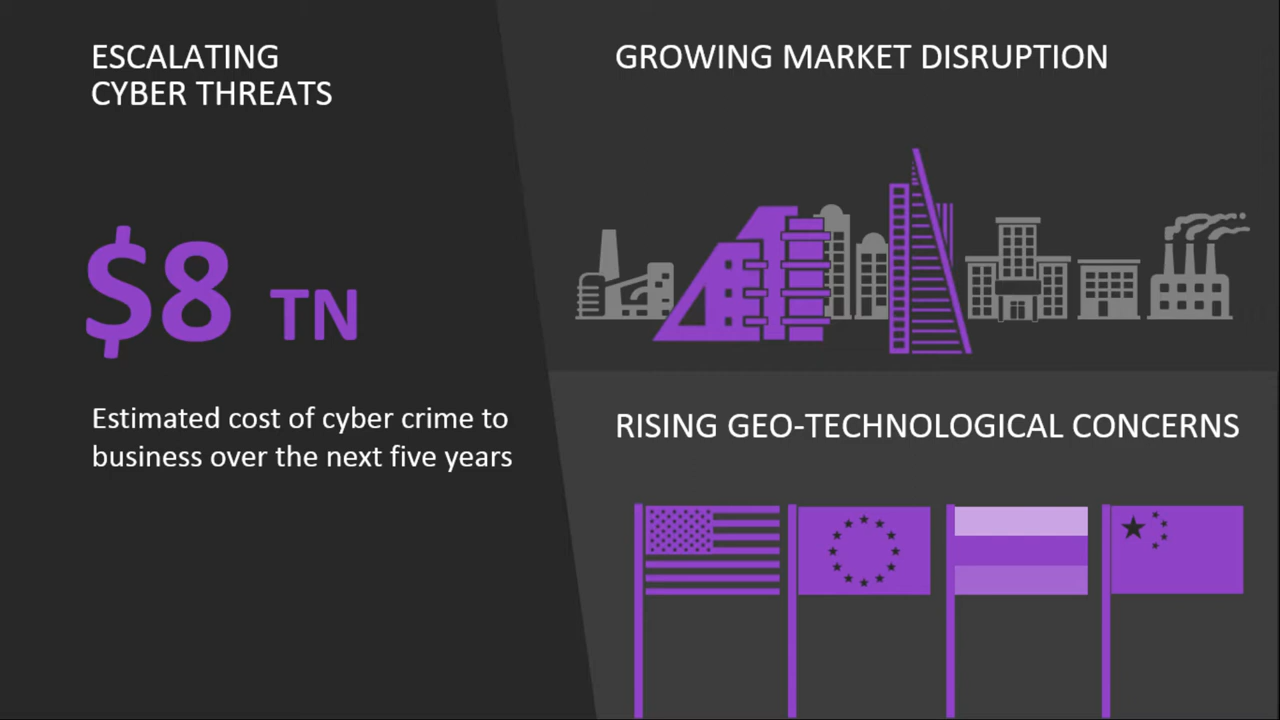 ESCALATING
CYBER THREATS
$8 TN
Estimated cost of cyber crime to
business over the next five years
GROWING MARKET DISRUPTION
RISING GEO-TECHNOLOGICAL CONCERNS